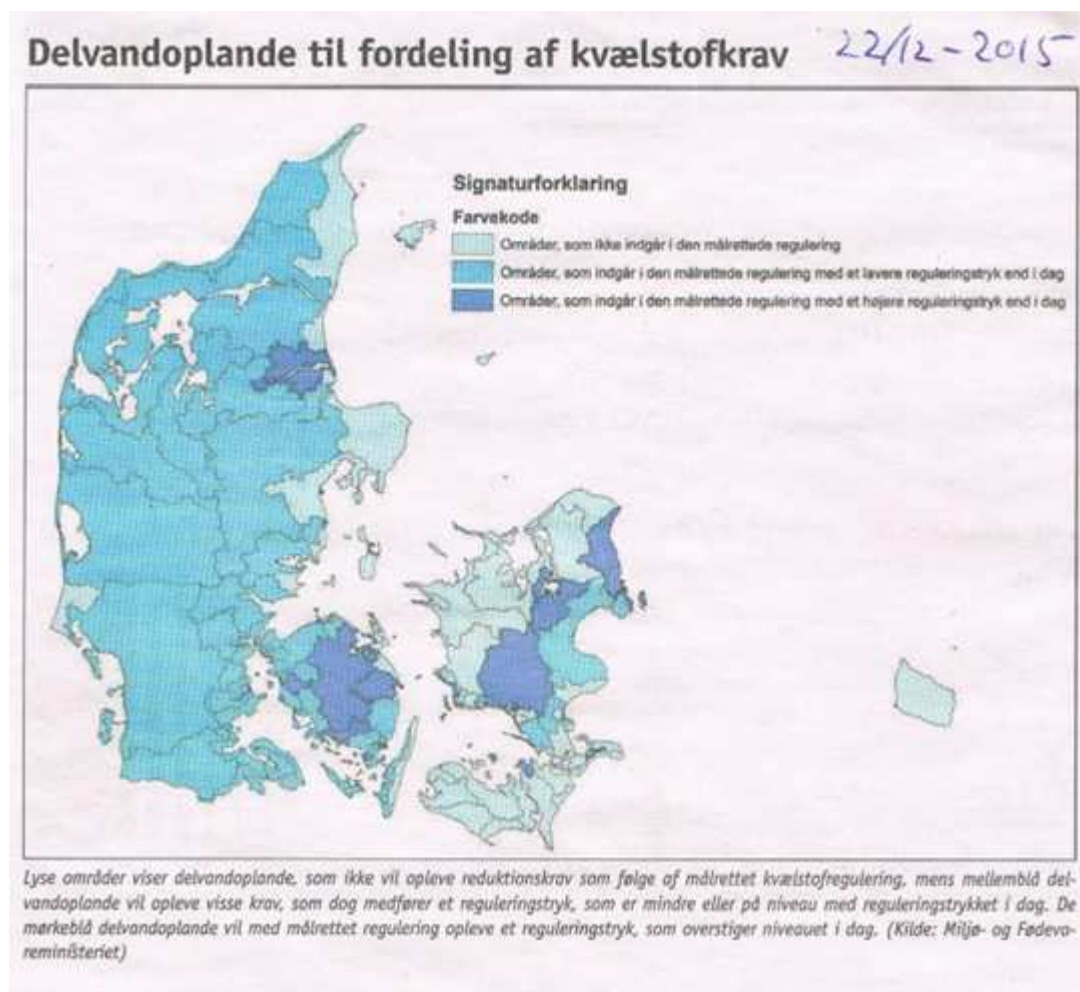 Delvandoplande til fordeling af kvælstofkrav 22/12-2015
Signaturforklaring
Farvekode
Områder, som ikke indgår i den målrettede regulering
Områder, som indgår i den målrettede regulering med et lavere reguleringstryk end i dag
Områder, som indgår i den målrettede regulering med et højere reguleringstryk end i dag
Lyse områder viser delvandoplande, som ikke vil opleve reduktionskrav som følge af målrettet kvælstofregulering, mens mellemblå del-
vandoplande vil opleve visse krav, som dog medfører et reguleringstryk, som er mindre eller på niveau med reguleringstrykket i dag. De
mørkeblå delvandoplande vil med målrettet regulering opleve et reguleringstryk, som overstiger niveauet i dag. (Kilde: Miljø- og Fødeva-
reministeriet)